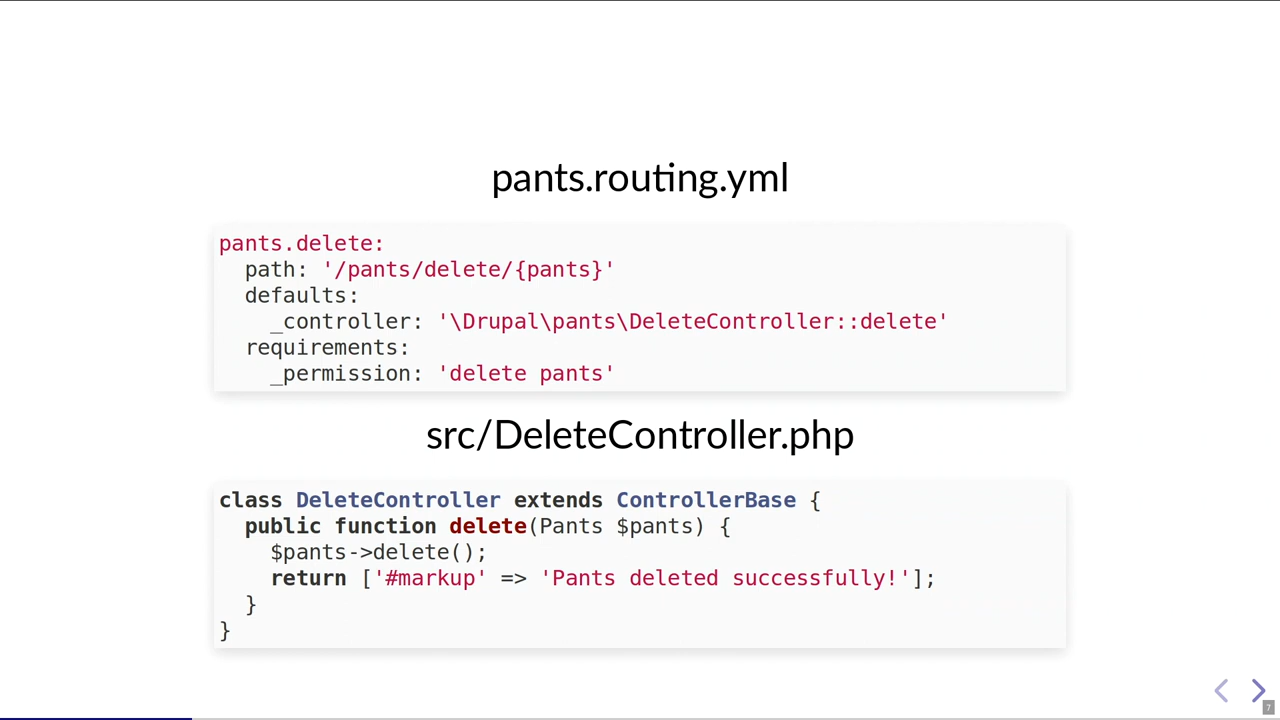 pants.routing.yml
pants.delete:
  path: '/pants/delete/{pants}'
  defaults:
    _controller: '\Drupal\pants\DeleteController::delete'
  requirements:
    _permission: 'delete pants'
src/DeleteController.php
class DeleteController extends ControllerBase {
  public function delete(Pants $pants) {
    $pants->delete();
    return ['#markup' => 'Pants deleted successfully!'];
  }
}
7